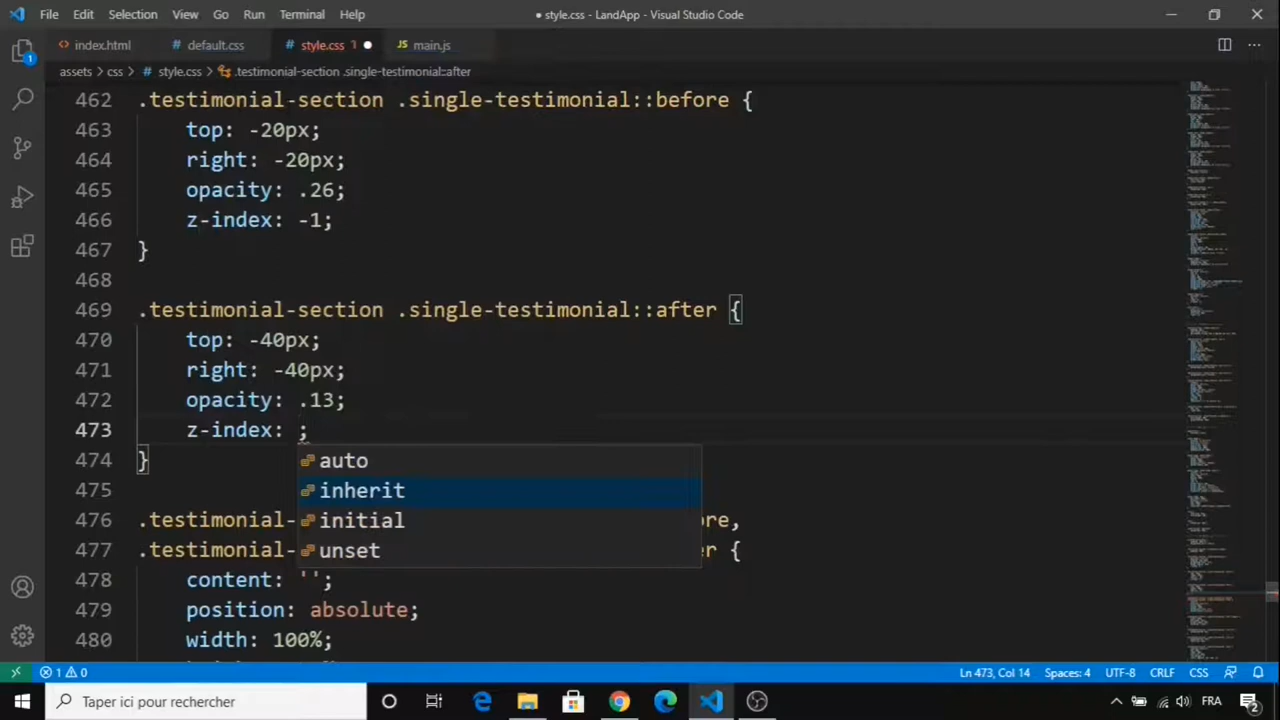 File Edit Selection View Go Run Terminal Help ● style.css - LandApp - Visual Studio Code
index.html # default.css # style.css 1 ● JS main.js
assets > css > # style.css > .testimonial-section .single-testimonial::after
462 .testimonial-section .single-testimonial::before {
463 top: -20px;
464 right: -20px;
465 opacity: .26;
466 z-index: -1;
467 }
468
469 .testimonial-section .single-testimonial::after {
470 top: -40px;
471 right: -40px;
472 opacity: .13;
473 z-index: ;
474 }
auto
475
inherit
476 .testimonial- ore,
initial
477 .testimonial- er {
unset
478 content: '';
479 position: absolute;
480 width: 100%;
1 0 Ln 473, Col 14 Spaces: 4 UTF-8 CRLF CSS
Taper ici pour rechercher FRA 2